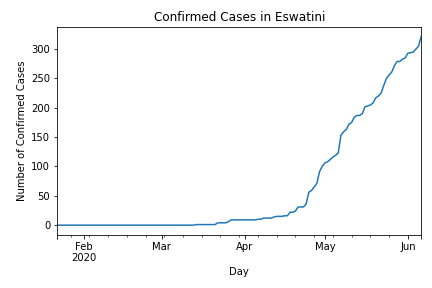 Confirmed Cases in Eswatini
Number of Confirmed Cases
300
250
200
150
100
50
0
Feb
2020
Mar
Apr
May
Jun
Day